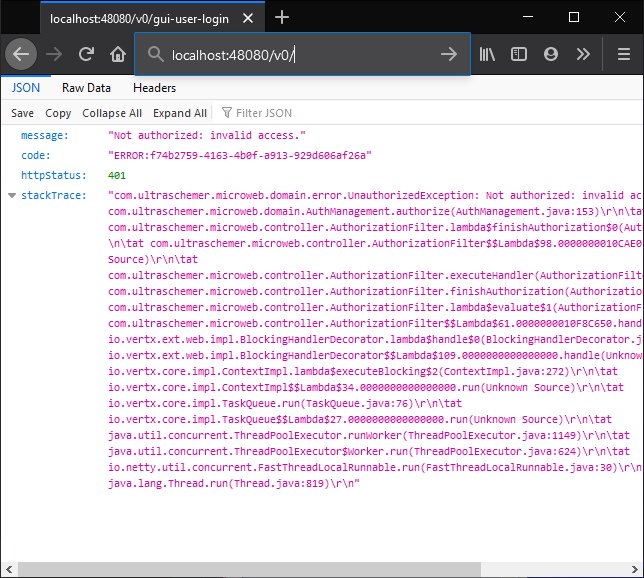 localhost:48080/v0/gui-user-login
localhost:48080/v0/
JSON Raw Data Headers
Save Copy Collapse All Expand All Filter JSON
message: "Not authorized: invalid access."
code: "ERROR:f74b2759-4163-4b0f-a913-929d606af26a"
httpStatus: 401
stackTrace: "com.ultraschemer.microweb.domain.error.UnauthorizedException: Not authorized: invalid ac
com.ultraschemer.microweb.domain.AuthManagement.authorize(AuthManagement.java:153)\r\n\tat
com.ultraschemer.microweb.controller.AuthorizationFilter.lambda$finishAuthorization$0(Aut
\n\tat com.ultraschemer.microweb.controller.AuthorizationFilter$$Lambda$98.0000000010CAE0
Source)\r\n\tat
com.ultraschemer.microweb.controller.AuthorizationFilter.executeHandler(AuthorizationFilt
com.ultraschemer.microweb.controller.AuthorizationFilter.finishAuthorization(Authorization
com.ultraschemer.microweb.controller.AuthorizationFilter.lambda$evaluate$1(AuthorizationF
com.ultraschemer.microweb.controller.AuthorizationFilter$$Lambda$61.0000000010F8C650.hand
io.vertx.ext.web.impl.BlockingHandlerDecorator.lambda$handle$0(BlockingHandlerDecorator.j
io.vertx.ext.web.impl.BlockingHandlerDecorator$$Lambda$109.0000000000000000.handle(Unknow
io.vertx.core.impl.ContextImpl.lambda$executeBlocking$2(ContextImpl.java:272)\r\n\tat
io.vertx.core.impl.ContextImpl$$Lambda$34.0000000000000000.run(Unknown Source)\r\n\tat
io.vertx.core.impl.TaskQueue.run(TaskQueue.java:76)\r\n\tat
io.vertx.core.impl.TaskQueue$$Lambda$27.0000000000000000.run(Unknown Source)\r\n\tat
java.util.concurrent.ThreadPoolExecutor.runWorker(ThreadPoolExecutor.java:1149)\r\n\tat
java.util.concurrent.ThreadPoolExecutor$Worker.run(ThreadPoolExecutor.java:624)\r\n\tat
io.netty.util.concurrent.FastThreadLocalRunnable.run(FastThreadLocalRunnable.java:30)\r\n
java.lang.Thread.run(Thread.java:819)\r\n"